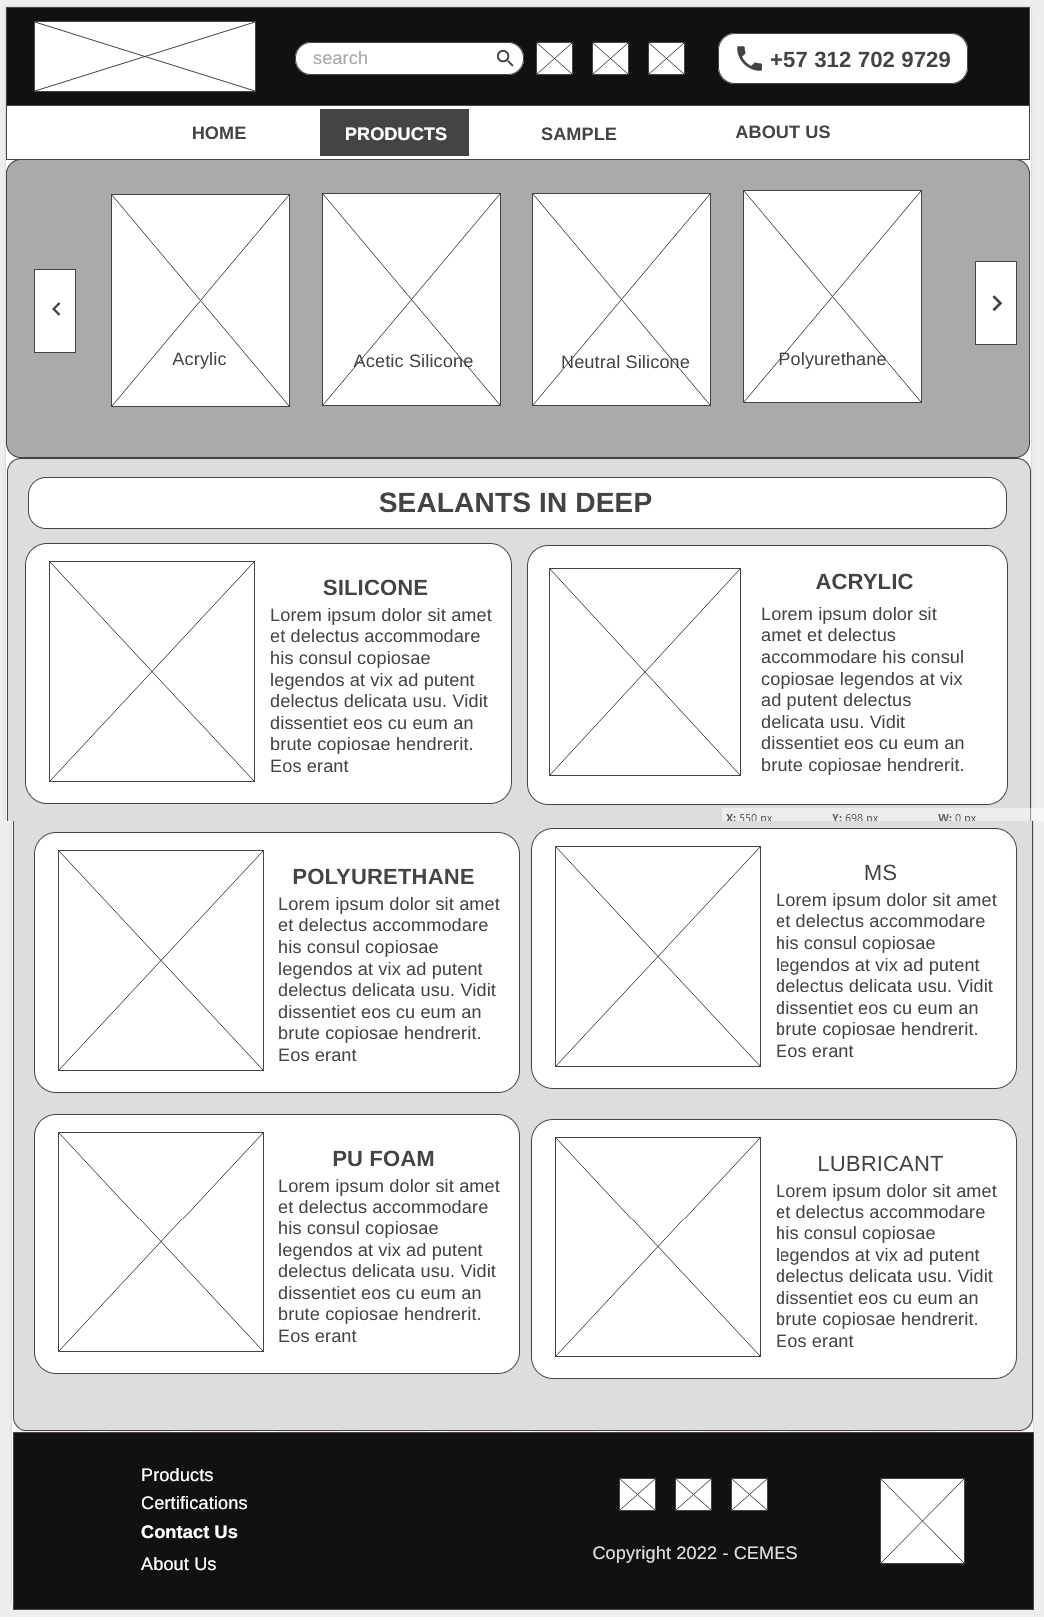 search
+57 312 702 9729
HOME
PRODUCTS
SAMPLE
ABOUT US
Acrylic
Acetic Silicone
Neutral Silicone
Polyurethane
SEALANTS IN DEEP
SILICONE
Lorem ipsum dolor sit amet
et delectus accommodare
his consul copiosae
legendos at vix ad putent
delectus delicata usu. Vidit
dissentiet eos cu eum an
brute copiosae hendrerit.
Eos erant
ACRYLIC
Lorem ipsum dolor sit
amet et delectus
accommodare his consul
copiosae legendos at vix
ad putent delectus
delicata usu. Vidit
dissentiet eos cu eum an
brute copiosae hendrerit.
X: 550 px Y: 698 px W: 0 px
POLYURETHANE
Lorem ipsum dolor sit amet
et delectus accommodare
his consul copiosae
legendos at vix ad putent
delectus delicata usu. Vidit
dissentiet eos cu eum an
brute copiosae hendrerit.
Eos erant
MS
Lorem ipsum dolor sit amet
et delectus accommodare
his consul copiosae
legendos at vix ad putent
delectus delicata usu. Vidit
dissentiet eos cu eum an
brute copiosae hendrerit.
Eos erant
PU FOAM
Lorem ipsum dolor sit amet
et delectus accommodare
his consul copiosae
legendos at vix ad putent
delectus delicata usu. Vidit
dissentiet eos cu eum an
brute copiosae hendrerit.
Eos erant
LUBRICANT
Lorem ipsum dolor sit amet
et delectus accommodare
his consul copiosae
legendos at vix ad putent
delectus delicata usu. Vidit
dissentiet eos cu eum an
brute copiosae hendrerit.
Eos erant
Products
Certifications
Contact Us
About Us
Copyright 2022 - CEMES